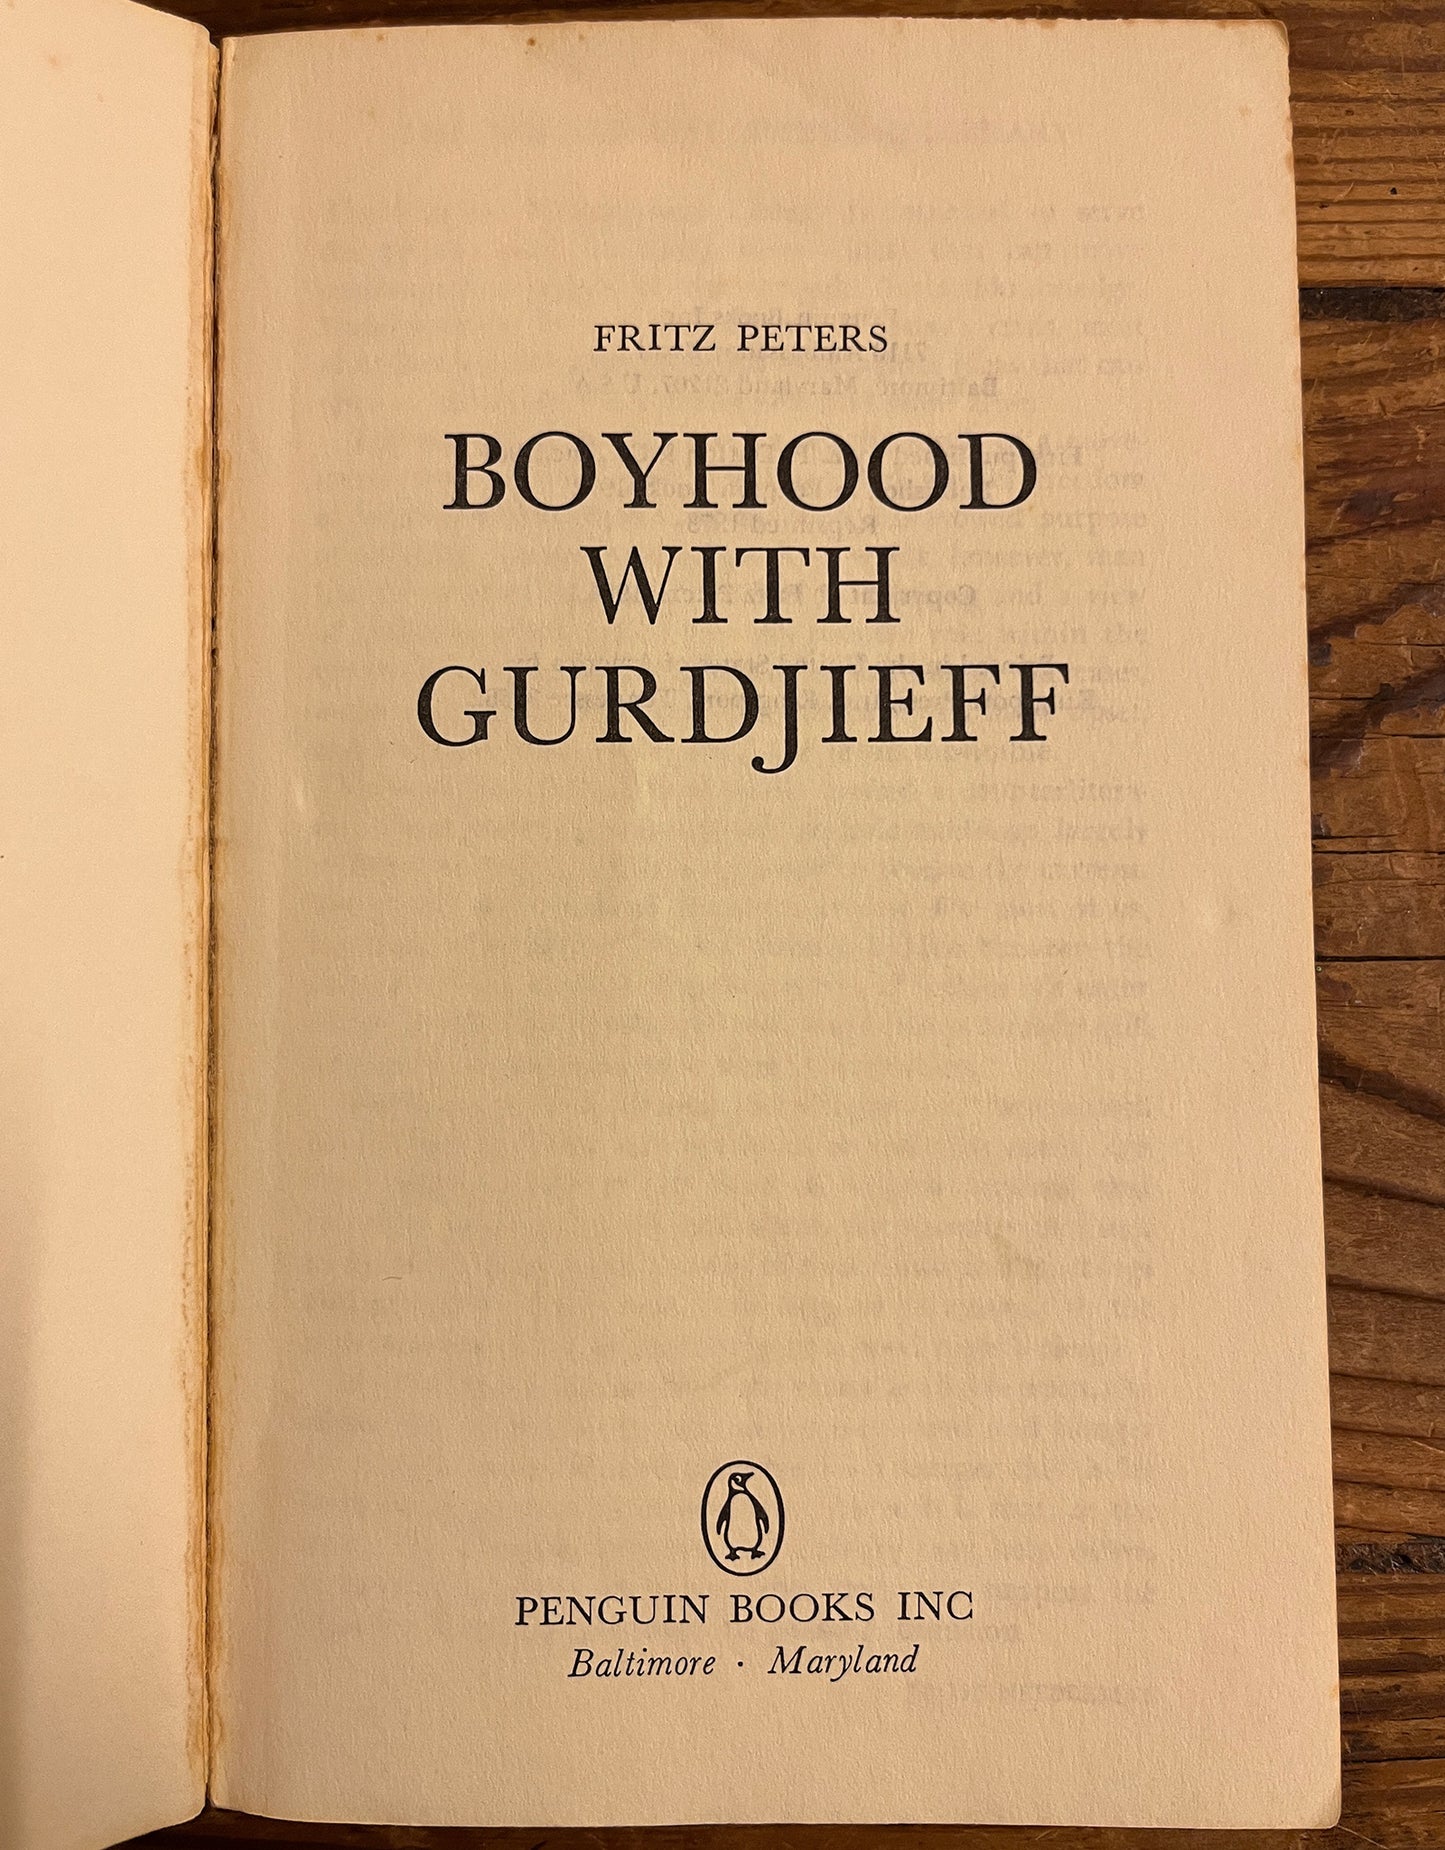 FRITZ PETERS
BOYHOOD
WITH
GURDJIEFF
PENGUIN BOOKS INC
Baltimore · Maryland